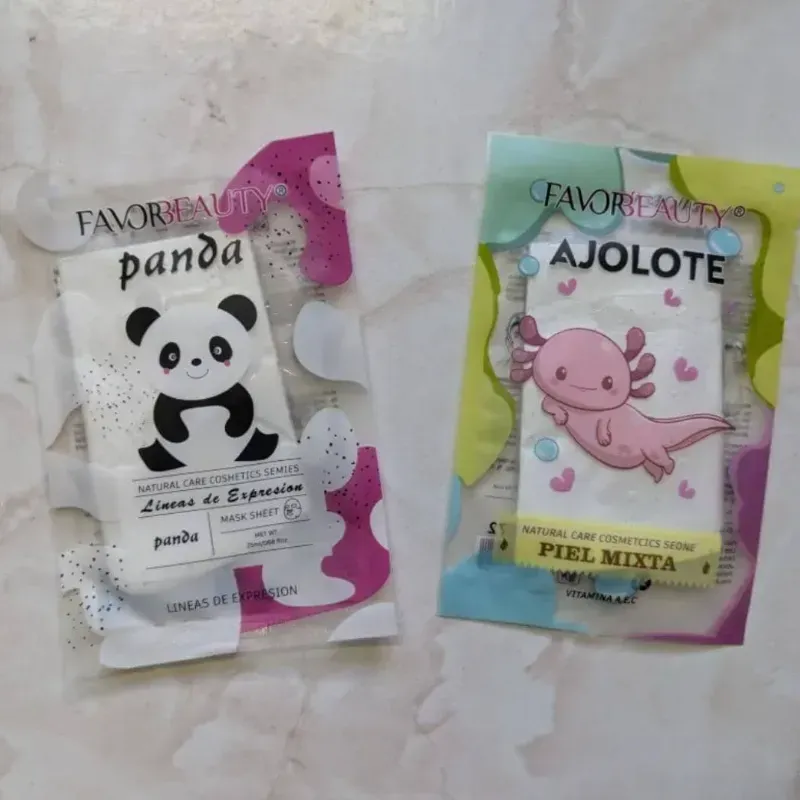 FAVORBEAUTY®
panda
NATURAL CARE COSHETICS SEMIES
Lineas de Expresion
panda
MASK SHEET
LINEAS DE EXPRESION
FAVORBEAUTY®
AJOLOTE
NATURAL CARE COSMETCICS SEONE
PIEL MIXTA
VITAMINA A.E.C